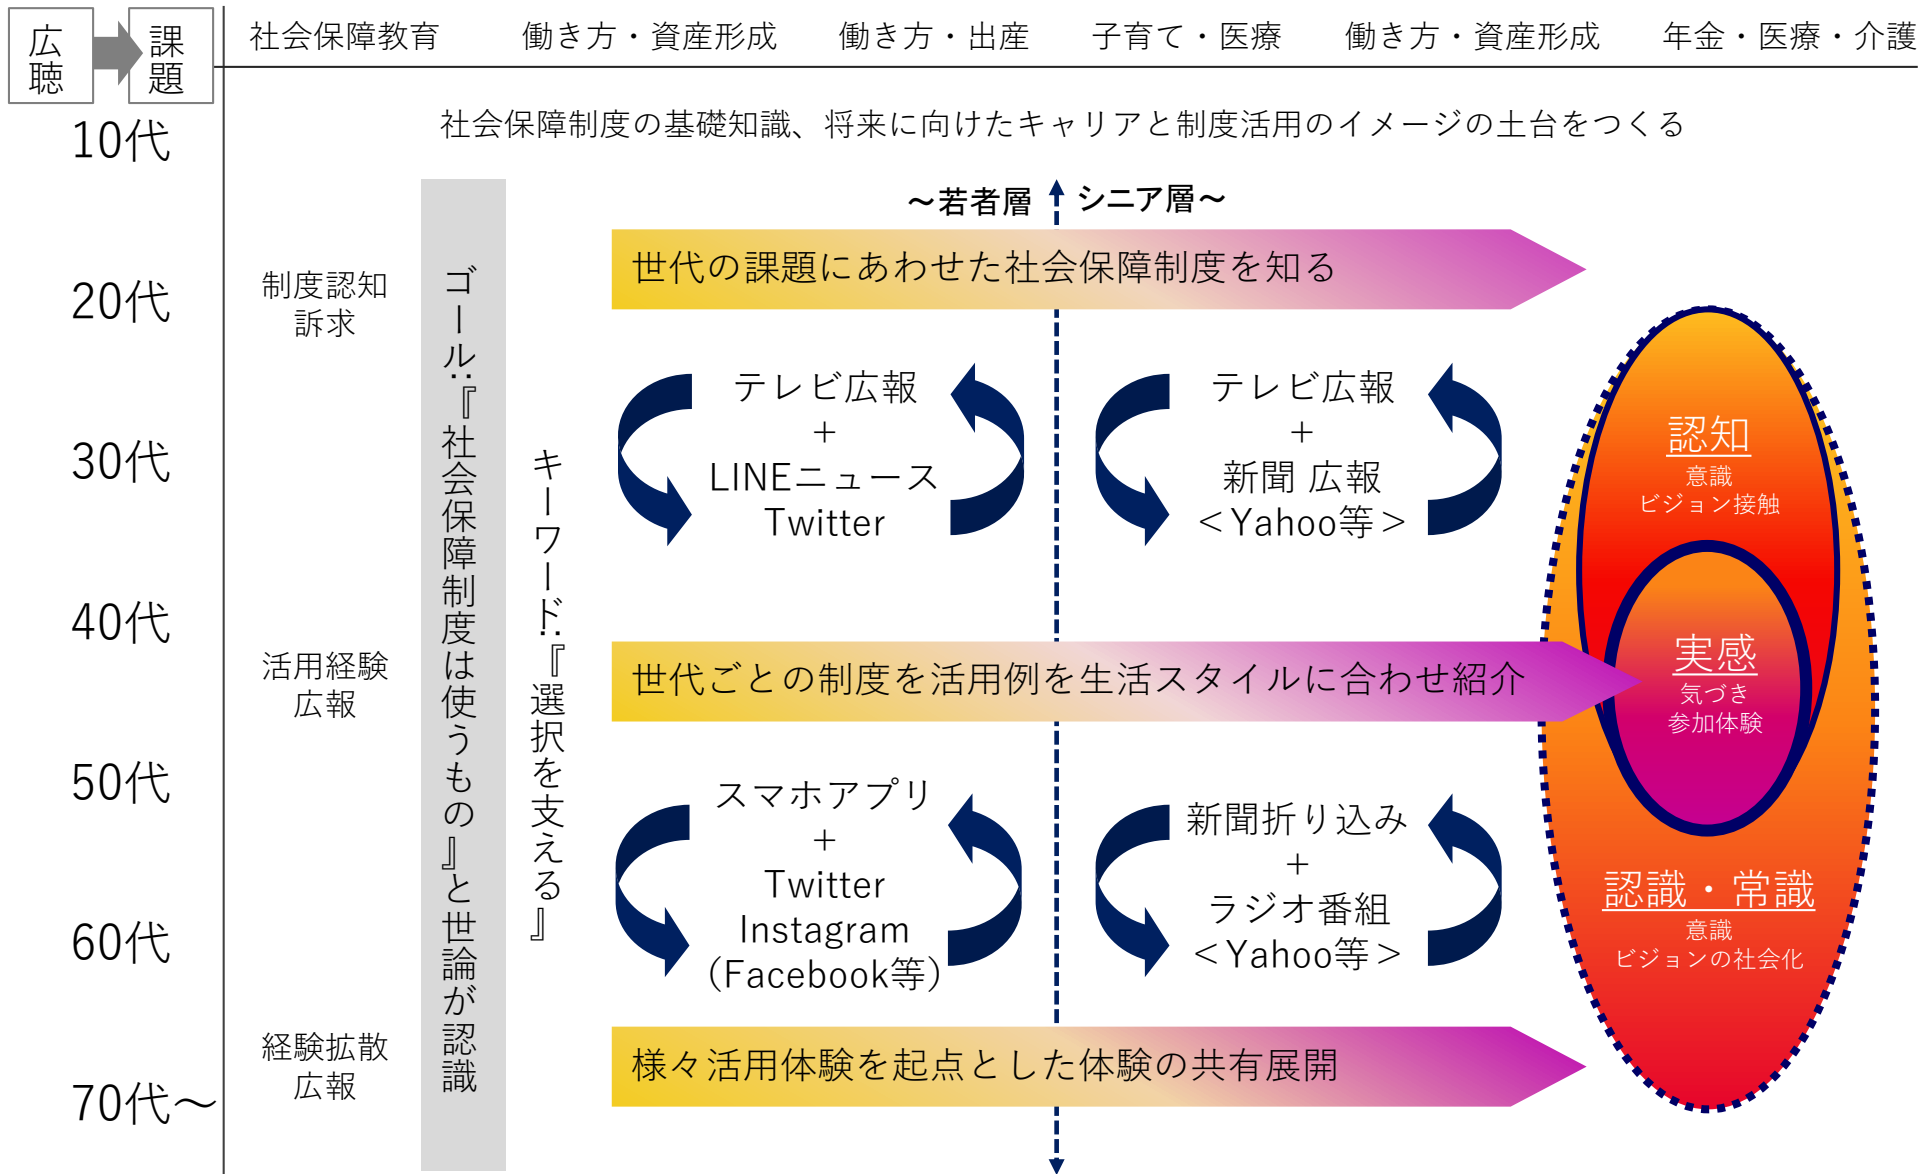 広聴
課題
社会保障教育
働き方・資産形成
働き方・出産
子育て・医療
働き方・資産形成
年金・医療・介護
10代
20代
30代
40代
50代
60代
70代～
社会保障制度の基礎知識、将来に向けたキャリアと制度活用のイメージの土台をつくる
制度認知
訴求
活用経験
広報
経験拡散
広報
ゴール:『社会保障制度は使うもの』と世論が認識
キーワード:『選択を支える』
～若者層
シニア層～
世代の課題にあわせた社会保障制度を知る
テレビ広報
+
LINEニュース
Twitter
テレビ広報
+
新聞 広報
＜Yahoo等＞
世代ごとの制度を活用例を生活スタイルに合わせ紹介
スマホアプリ
+
Twitter
Instagram
(Facebook等)
新聞折り込み
+
ラジオ番組
＜Yahoo等＞
様々活用体験を起点とした体験の共有展開
認知
意識
ビジョン接触
実感
気づき
参加体験
認識・常識
意識
ビジョンの社会化